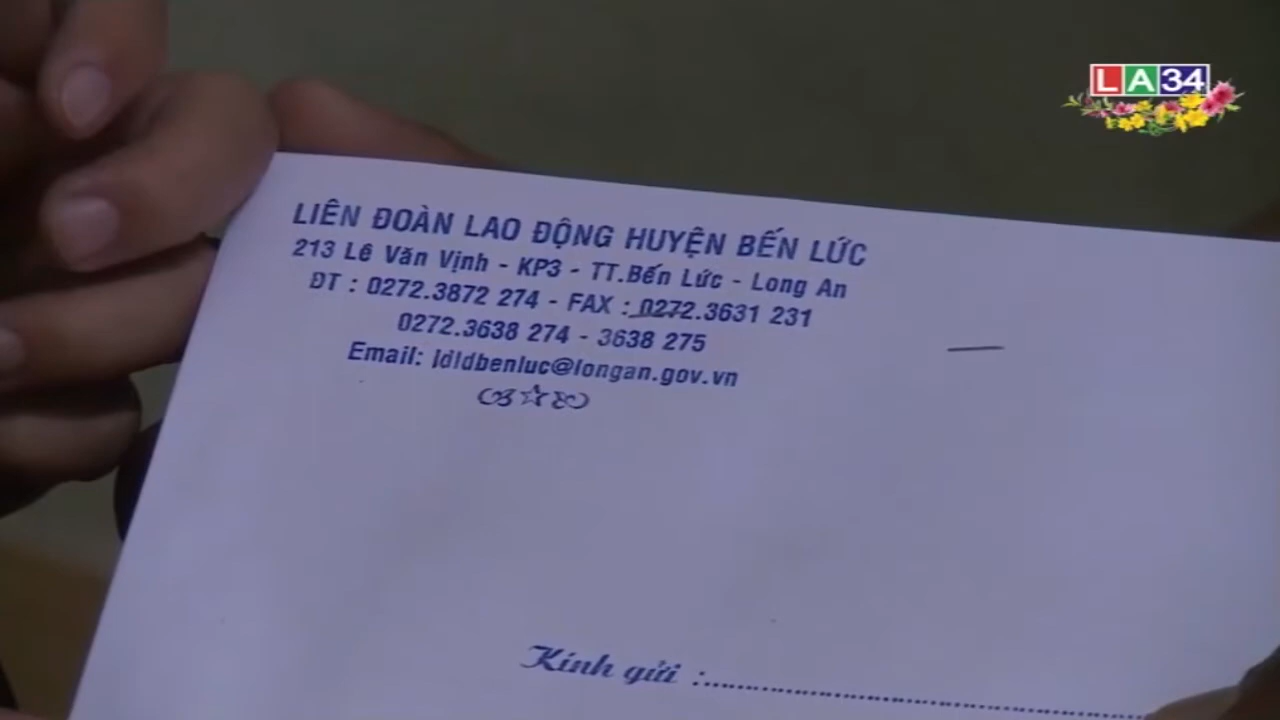 LA34
LIÊN ĐOÀN LAO ĐỘNG HUYỆN BẾN LỨC
213 Lê Văn Vịnh - KP3 - TT.Bến Lức - Long An
ĐT : 0272.3872 274 - FAX : 0272.3631 231
0272.3638 274 - 3638 275
Email: ldldbenluc@longan.gov.vn
Kính gửi :